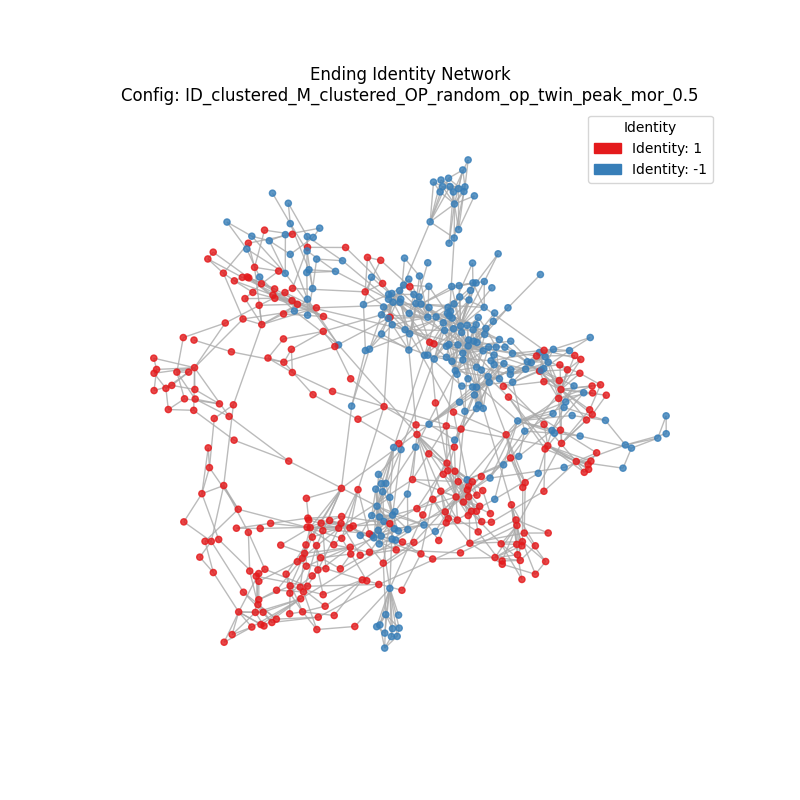 Ending Identity Network
Config: ID_clustered_M_clustered_OP_random_op_twin_peak_mor_0.5
Identity
Identity: 1
Identity: -1